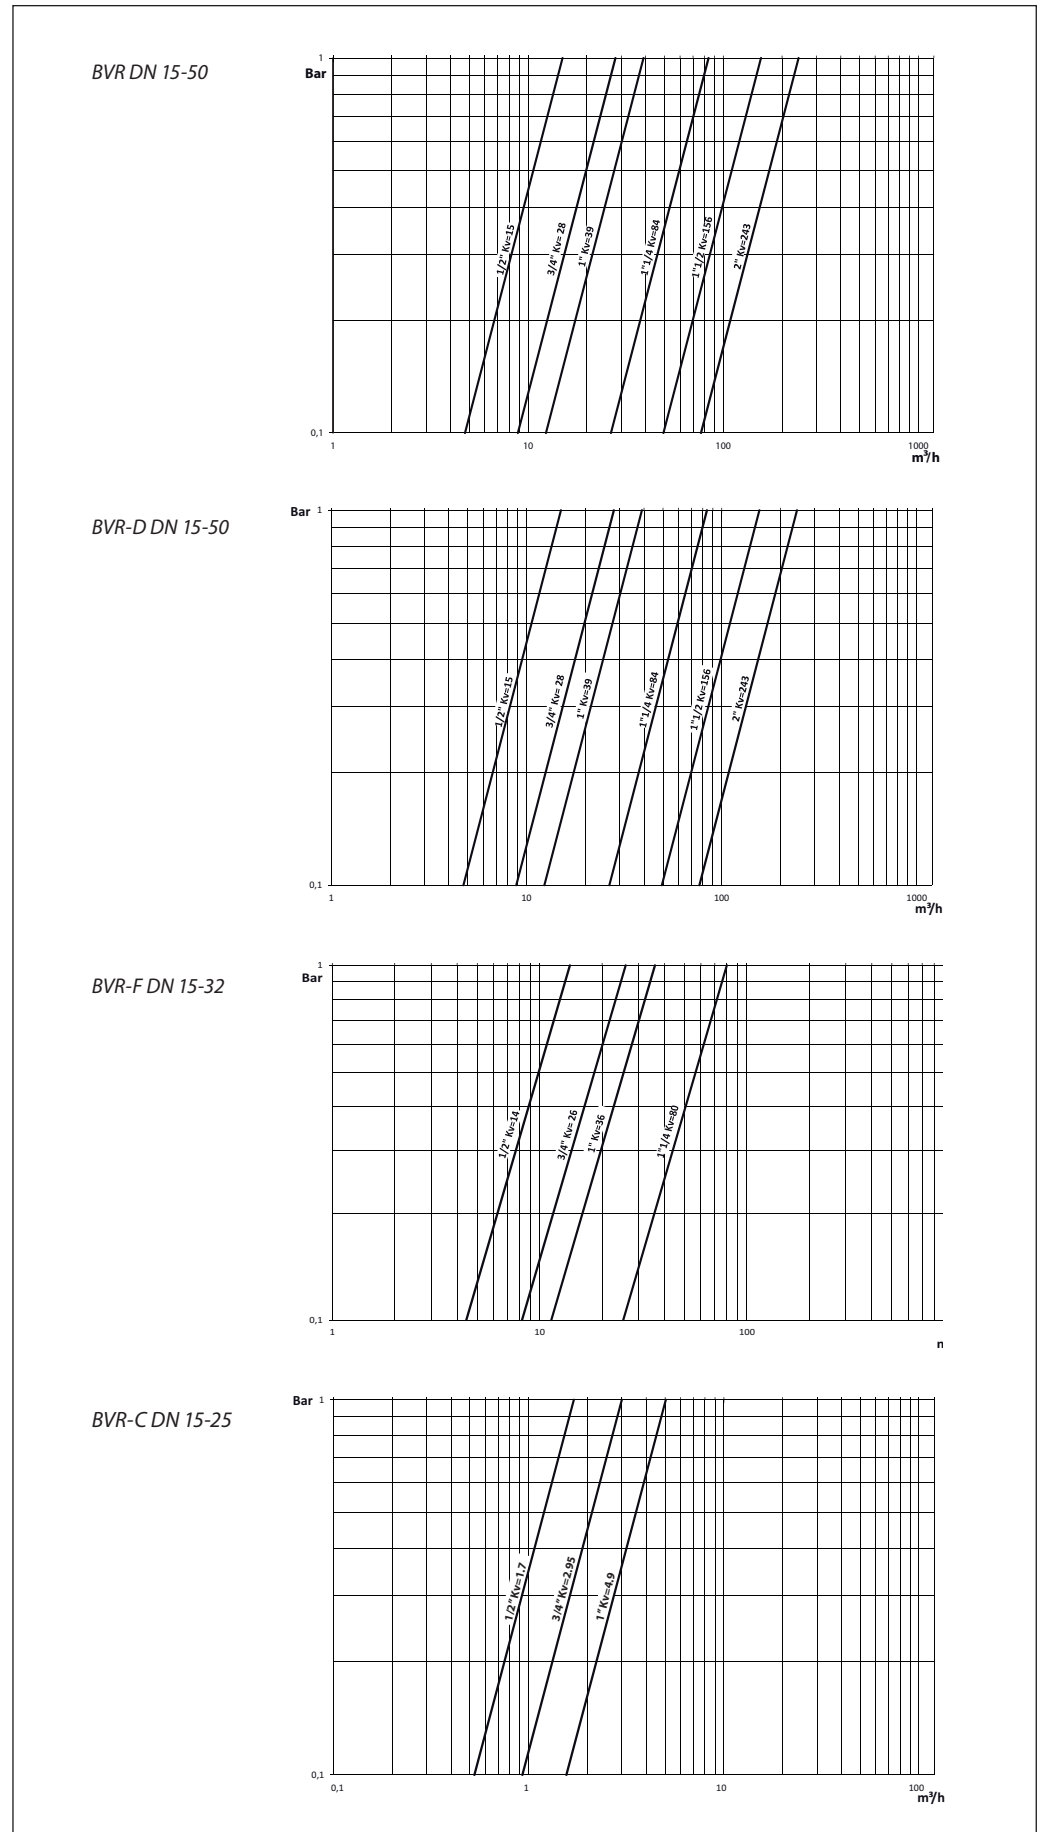 BVR DN 15-50
Bar
1
1/2" Kv=15
3/4" Kv= 28
1" Kv=39
1"1/4 Kv=84
1"1/2 Kv=156
2" Kv=243
0,1
1 10 100 1000
m³/h
BVR-D DN 15-50
Bar 1
1/2" Kv=15
3/4" Kv= 28
1" Kv=39
1"1/4 Kv=84
1"1/2 Kv=156
2" Kv=243
0,1
1 10 100 1000
m³/h
BVR-F DN 15-32
1
Bar
1/2" Kv=14
3/4" Kv= 26
1" Kv=36
1"1/4 Kv=80
0,1
1 10 100
BVR-C DN 15-25
Bar 1
1/2" Kv=1.7
3/4" Kv=2.95
1" Kv=4.9
0,1
0,1 1 10 100
m³/h